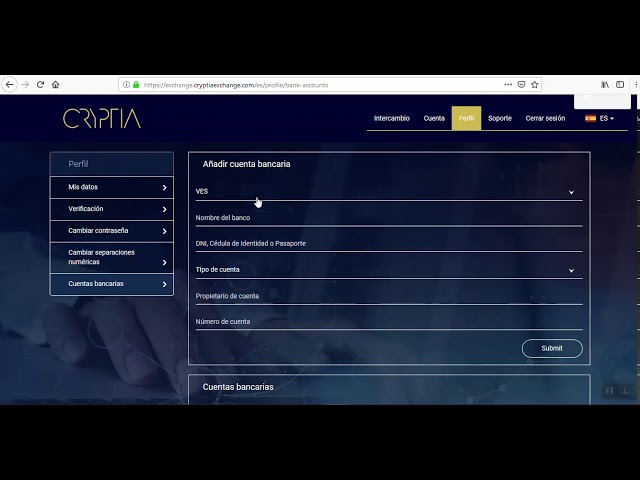 https://exchange.cryptiaexchange.com/es/profile/bank-accounts
CRYPTIA
Intercambio
Cuenta
Perfil
Soporte
Cerrar sesión
ES
Perfil
Mis datos
Verificación
Cambiar contraseña
Cambiar separaciones
numéricas
Cuentas bancarias
Añadir cuenta bancaria
VES
Nombre del banco
DNI, Cédula de Identidad o Pasaporte
Tipo de cuenta
Propietario de cuenta
Número de cuenta
Submit
Cuentas bancarias